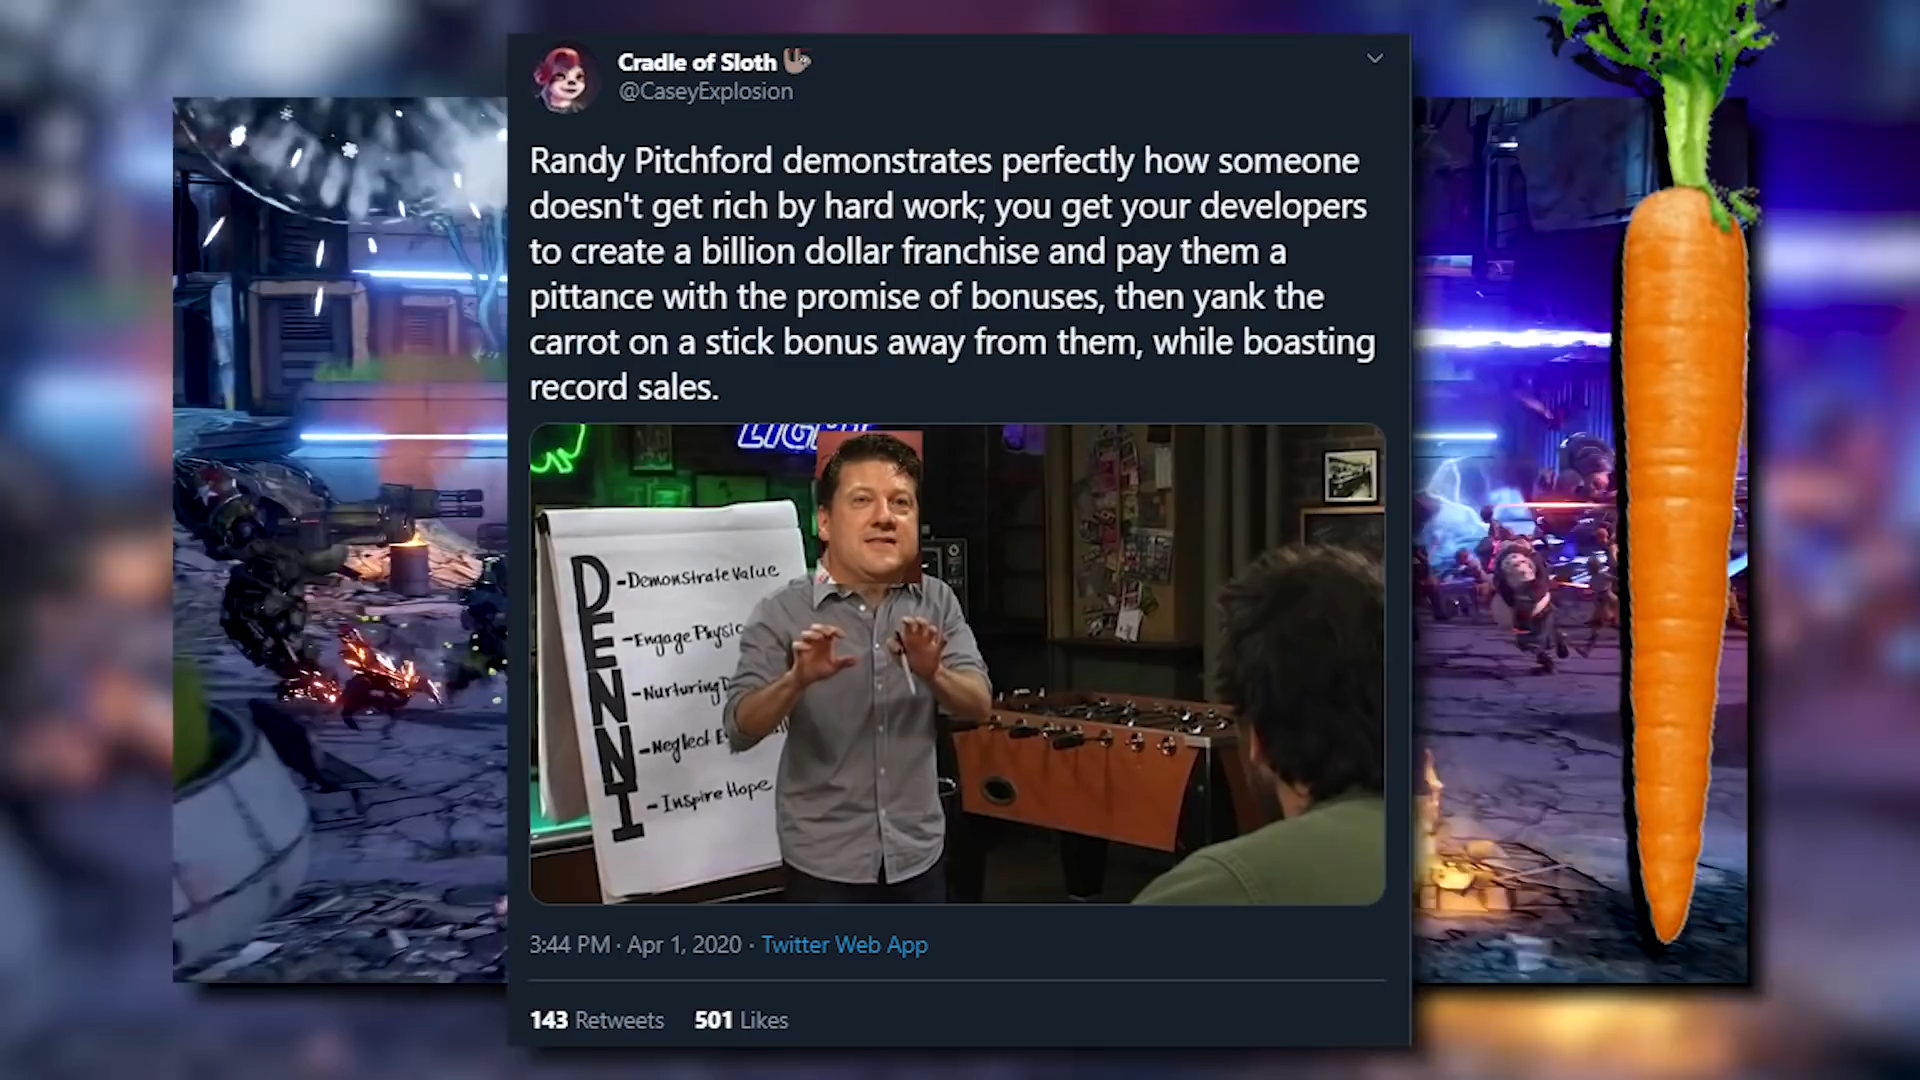 Cradle of Sloth
@CaseyExplosion
Randy Pitchford demonstrates perfectly how someone
doesn't get rich by hard work; you get your developers
to create a billion dollar franchise and pay them a
pittance with the promise of bonuses, then yank the
carrot on a stick bonus away from them, while boasting
record sales.
DENNI
-Demonstrate Value
-Engage Physic
-Nurturing D
-Neglect E
-Inspire Hope
3:44 PM · Apr 1, 2020 · Twitter Web App
143 Retweets 501 Likes